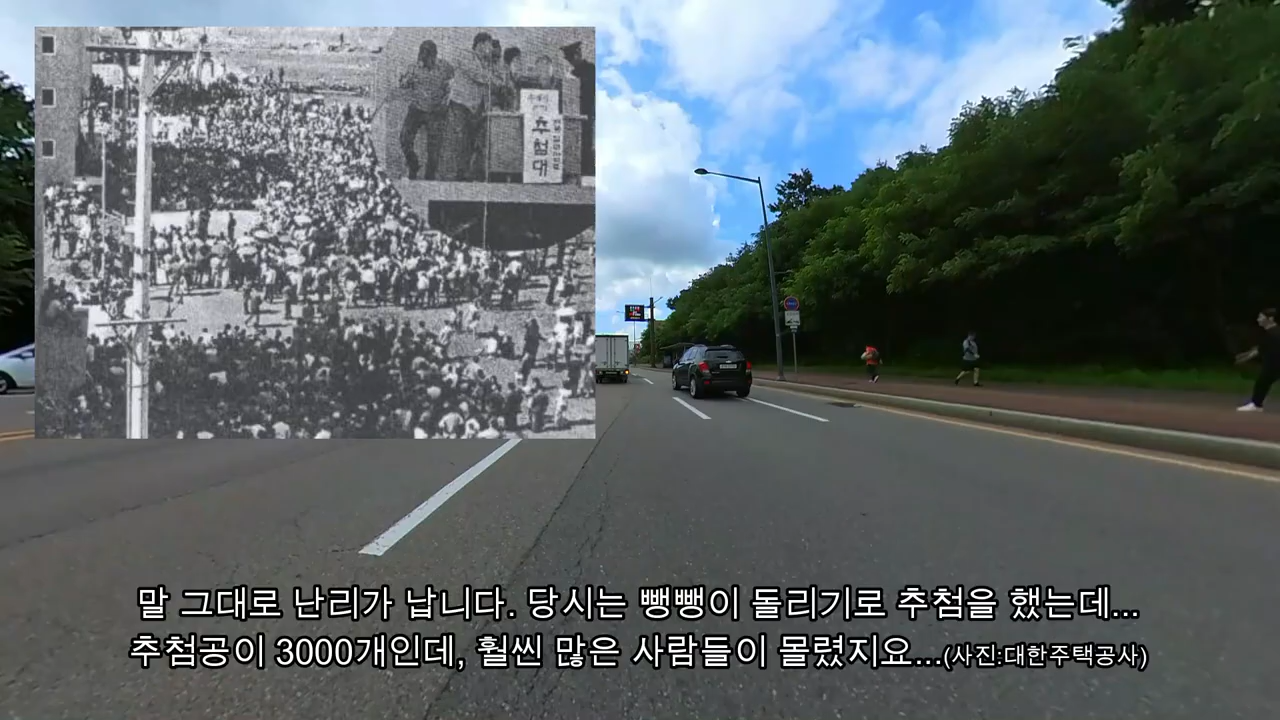 추첨대
말 그대로 난리가 납니다. 당시는 뺑뺑이 돌리기로 추첨을 했는데...
추첨공이 3000개인데, 훨씬 많은 사람들이 몰렸지요...(사진:대한주택공사)